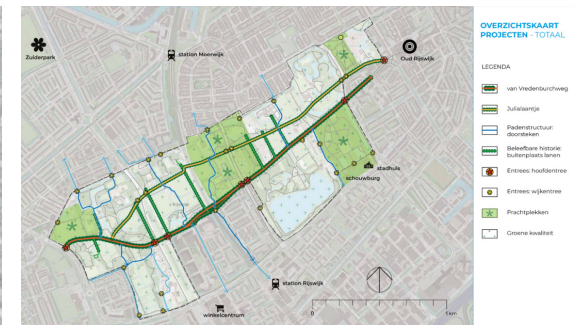 OVERZICHTSKAART
PROJECTEN - TOTAAL
LEGENDA
van Vredenburchweg
Julialaantje
Padenstructuur:
doorsteken
Beleefbare historie:
buitenplaats lanen
Entrees: hoofdentree
Entrees: wijkentree
Prachtplekken
Groene kwaliteit
Zuiderpark
station Moerwijk
Oud Rijswijk
stadhuis
schouwburg
station Rijswijk
winkelcentrum
0
1 km